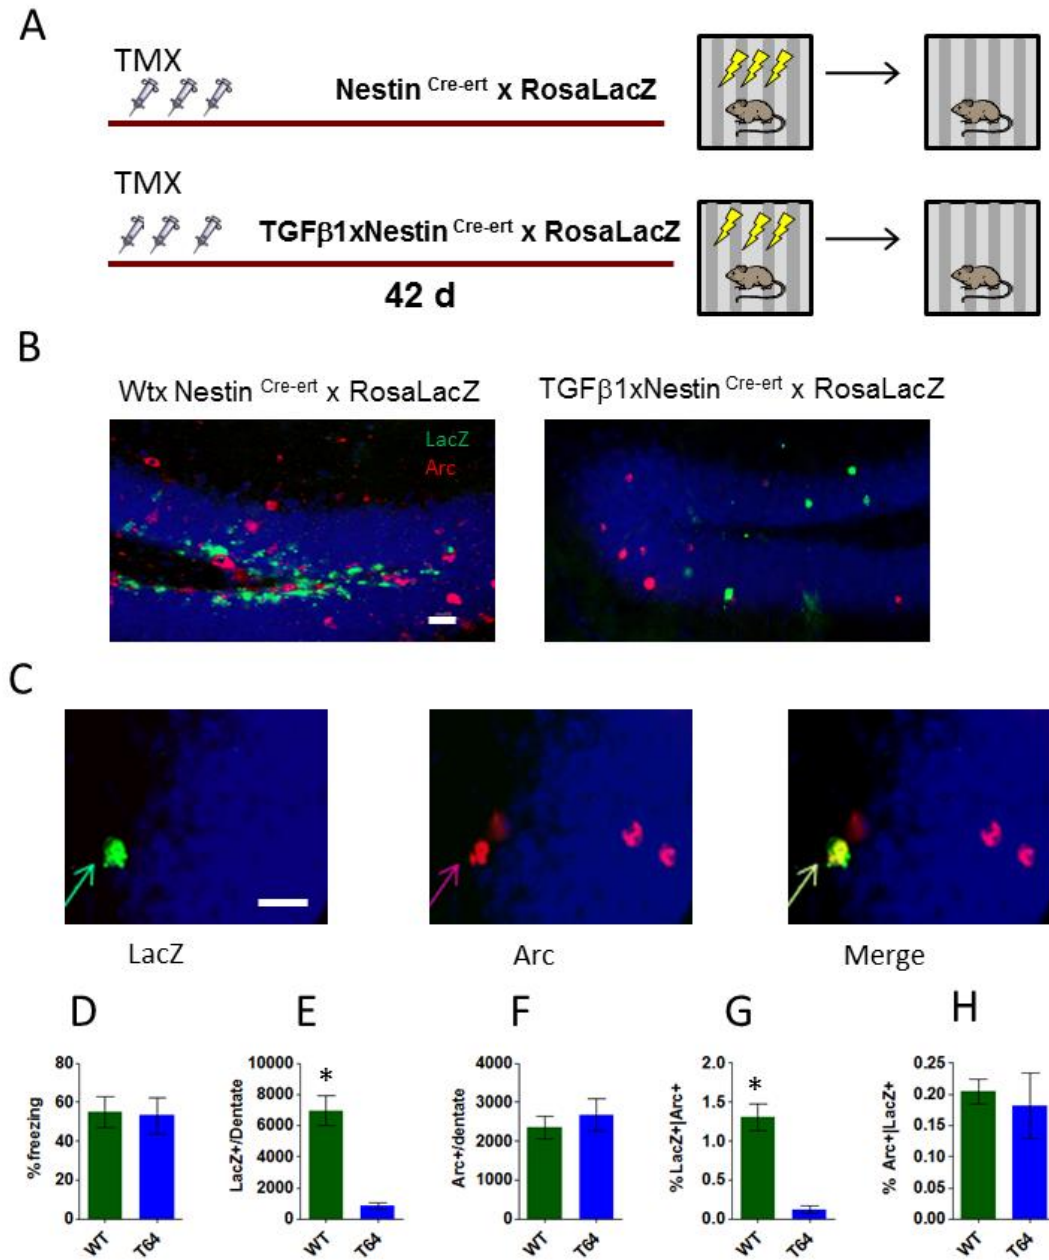 A
TMX
Nestin Cre-ert x RosaLacZ
TMX
TGFβ1xNestin Cre-ert x RosaLacZ
42 d
B
Wtx Nestin Cre-ert x RosaLacZ
TGFβ1xNestin Cre-ert x RosaLacZ
LacZ
Arc
C
LacZ
Arc
Merge
D
E
F
G
H
% freezing
80
60
40
20
0
WT
T64
LacZ+/Dentate
10000
8000
6000
4000
2000
0
*
WT
T64
Arc+/dentate
4000
3000
2000
1000
0
WT
T64
% LacZ+|Arc+
2.0
1.5
1.0
0.5
0.0
*
WT
T64
% Arc+|LacZ+
0.25
0.20
0.15
0.10
0.05
0.00
WT
T64